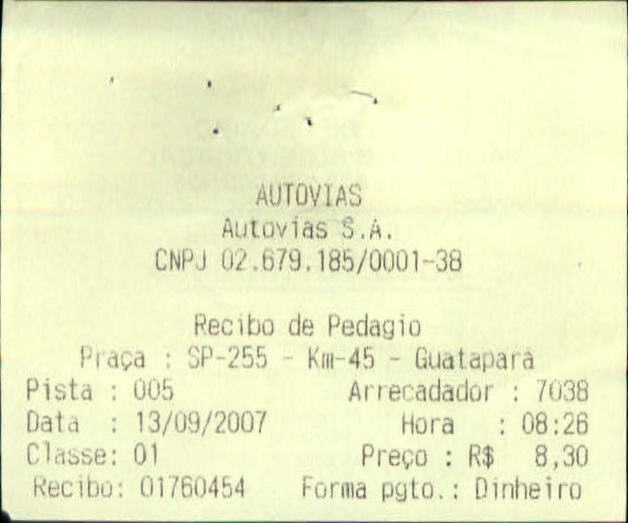 AUTOVIAS
Autovias S.A.
CNPJ 02.679.185/0001-38
Recibo de Pedagio
Praça : SP-255 - Km-45 - Guatapará
Pista : 005 Arrecadador : 7038
Data : 13/09/2007 Hora : 08:26
Classe: 01 Preço : R$ 8,30
Recibo: 01760454 Forma pgto.: Dinheiro